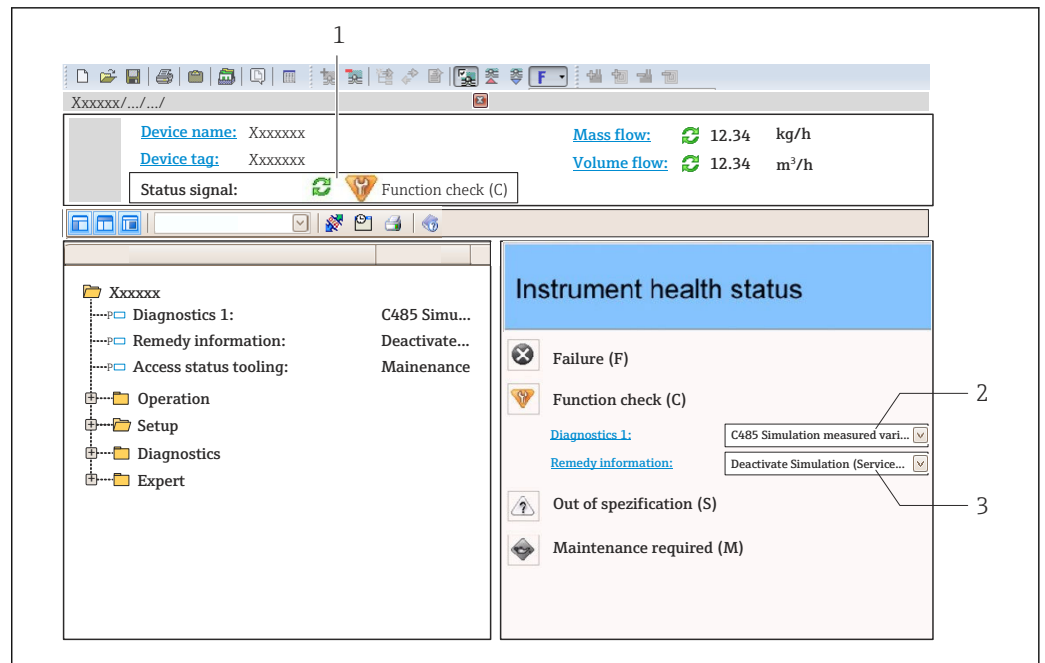 1
F
Xxxxxx/.../.../
Device name: Xxxxxxx Mass flow: 12.34 kg/h
Device tag: Xxxxxxx Volume flow: 12.34 m³/h
Status signal: Function check (C)
Xxxxxx
P Diagnostics 1: C485 Simu...
P Remedy information: Deactivate...
P Access status tooling: Mainenance
Operation
Setup
Diagnostics
Expert
Instrument health status
Failure (F)
Function check (C)
Diagnostics 1: C485 Simulation measured vari...
2
Remedy information: Deactivate Simulation (Service...
3
Out of spezification (S)
Maintenance required (M)